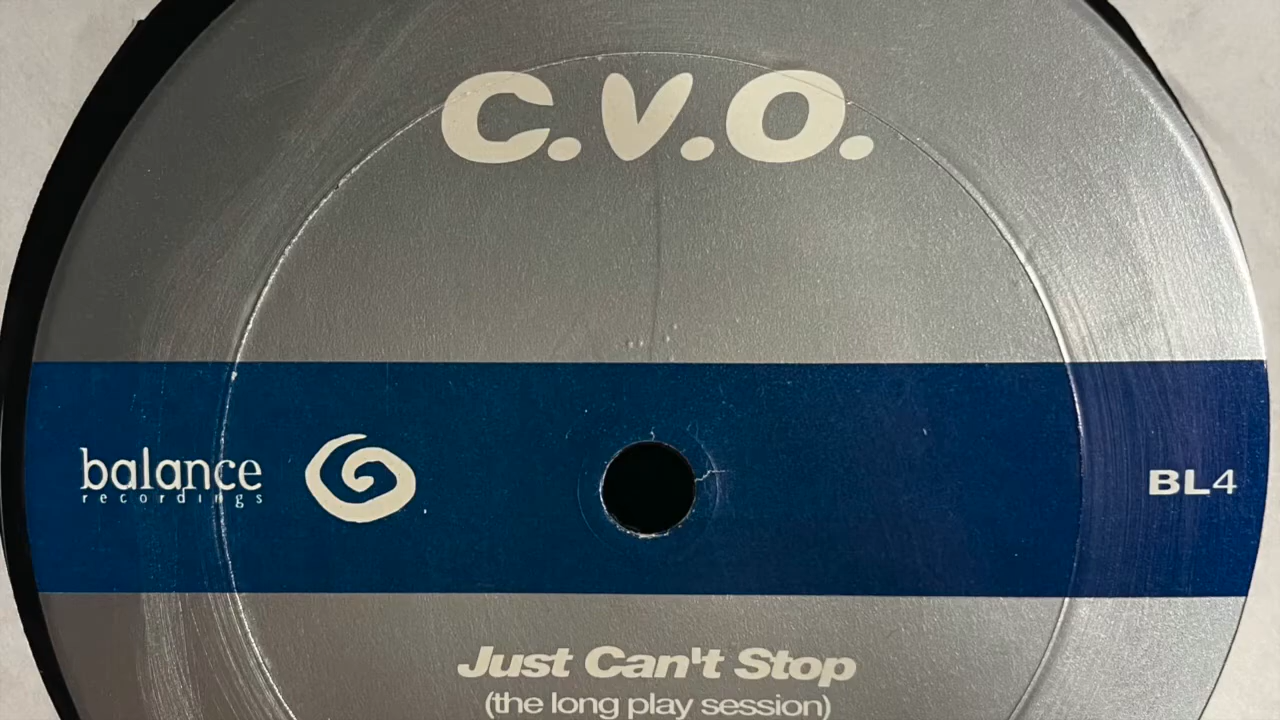 C.V.O.
balance
recordings
BL4
Just Can't Stop
(the long play session)